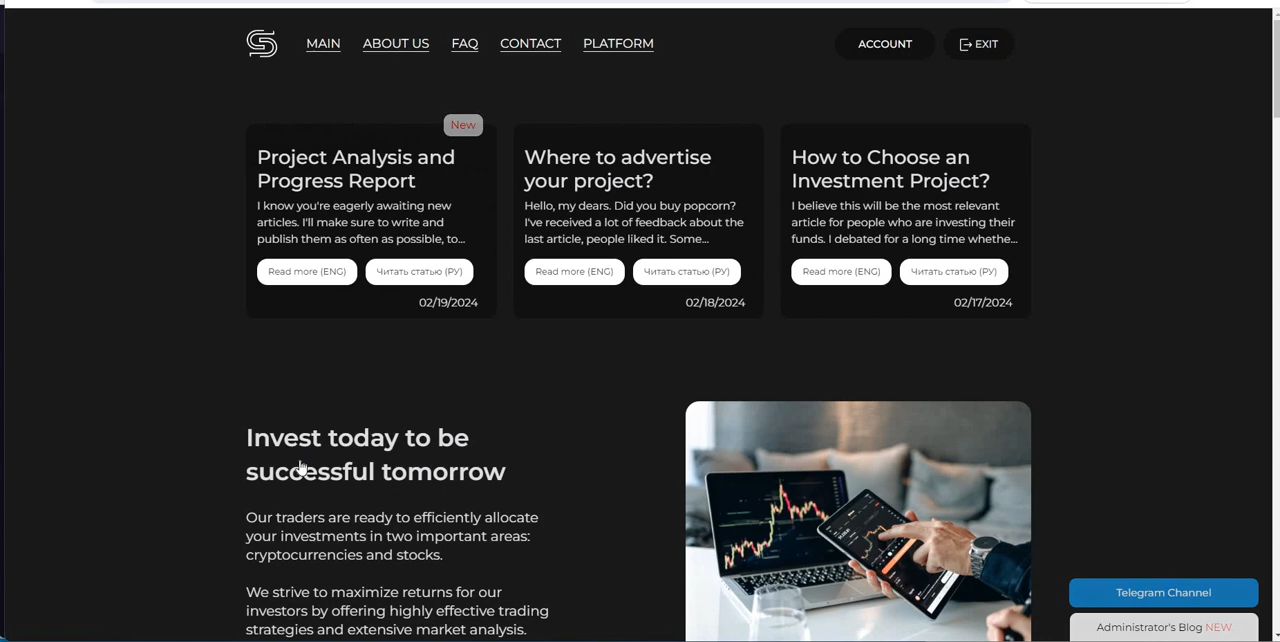 MAIN ABOUT US FAQ CONTACT PLATFORM ACCOUNT EXIT
New
Project Analysis and
Progress Report
I know you're eagerly awaiting new
articles. I'll make sure to write and
publish them as often as possible, to...
Read more (ENG) Читать статью (РУ)
02/19/2024
Where to advertise
your project?
Hello, my dears. Did you buy popcorn?
I've received a lot of feedback about the
last article, people liked it. Some...
Read more (ENG) Читать статью (РУ)
02/18/2024
How to Choose an
Investment Project?
I believe this will be the most relevant
article for people who are investing their
funds. I debated for a long time whethe...
Read more (ENG) Читать статью (РУ)
02/17/2024
Invest today to be
successful tomorrow
Our traders are ready to efficiently allocate
your investments in two important areas:
cryptocurrencies and stocks.
We strive to maximize returns for our
investors by offering highly effective trading
strategies and extensive market analysis.
Telegram Channel
Administrator's Blog NEW